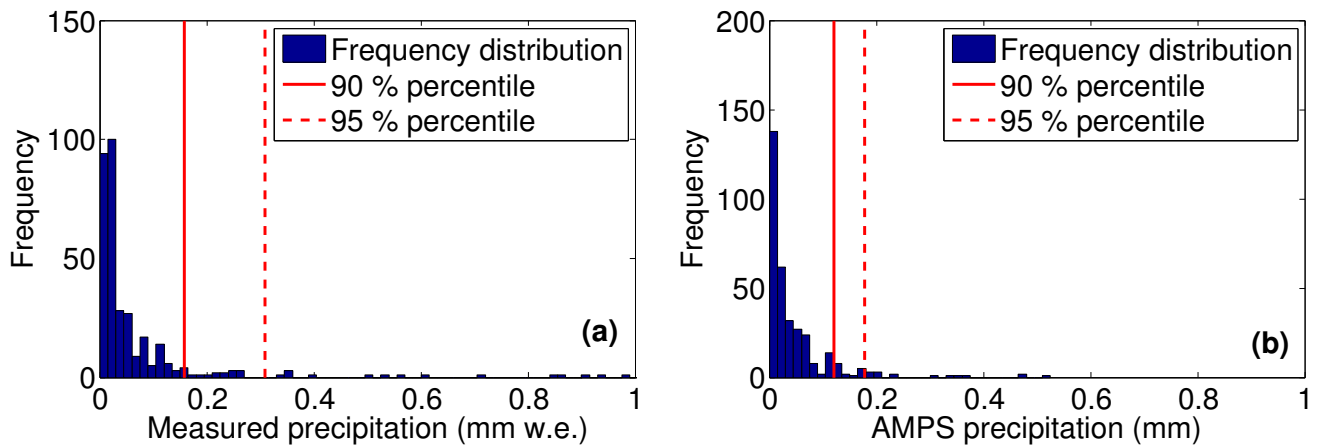 150
100
50
0
Frequency
Frequency distribution
90 % percentile
95 % percentile
(a)
0 0.2 0.4 0.6 0.8 1
Measured precipitation (mm w.e.)
200
150
100
50
0
Frequency
Frequency distribution
90 % percentile
95 % percentile
(b)
0 0.2 0.4 0.6 0.8 1
AMPS precipitation (mm)